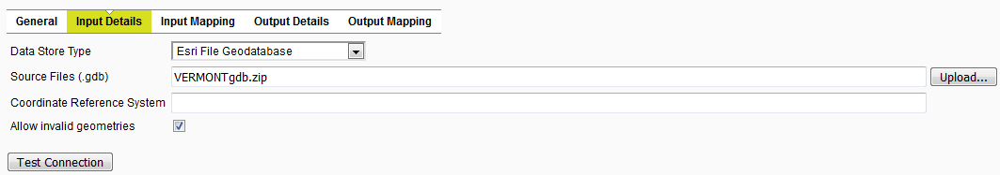 General Input Details Input Mapping Output Details Output Mapping
Data Store Type Esri File Geodatabase
Source Files (.gdb) VERMONTgdb.zip Upload...
Coordinate Reference System
Allow invalid geometries
Test Connection